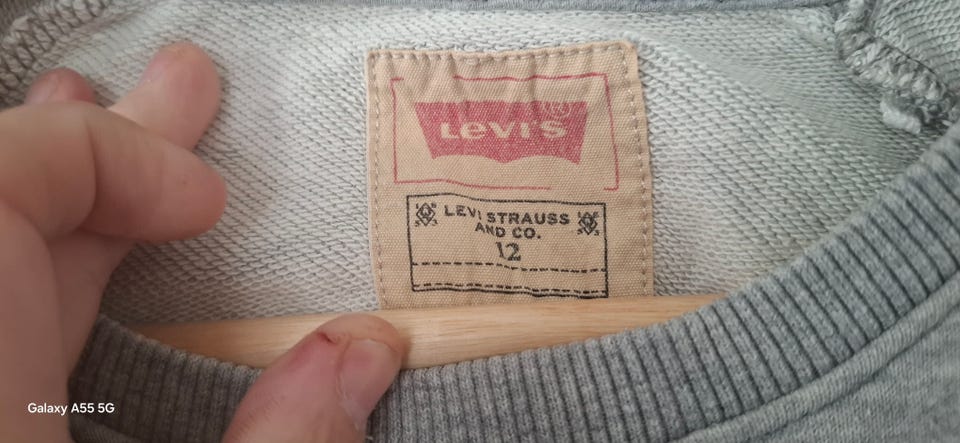 Levi's ®
LEVI STRAUSS
AND CO.
12
Galaxy A55 5G